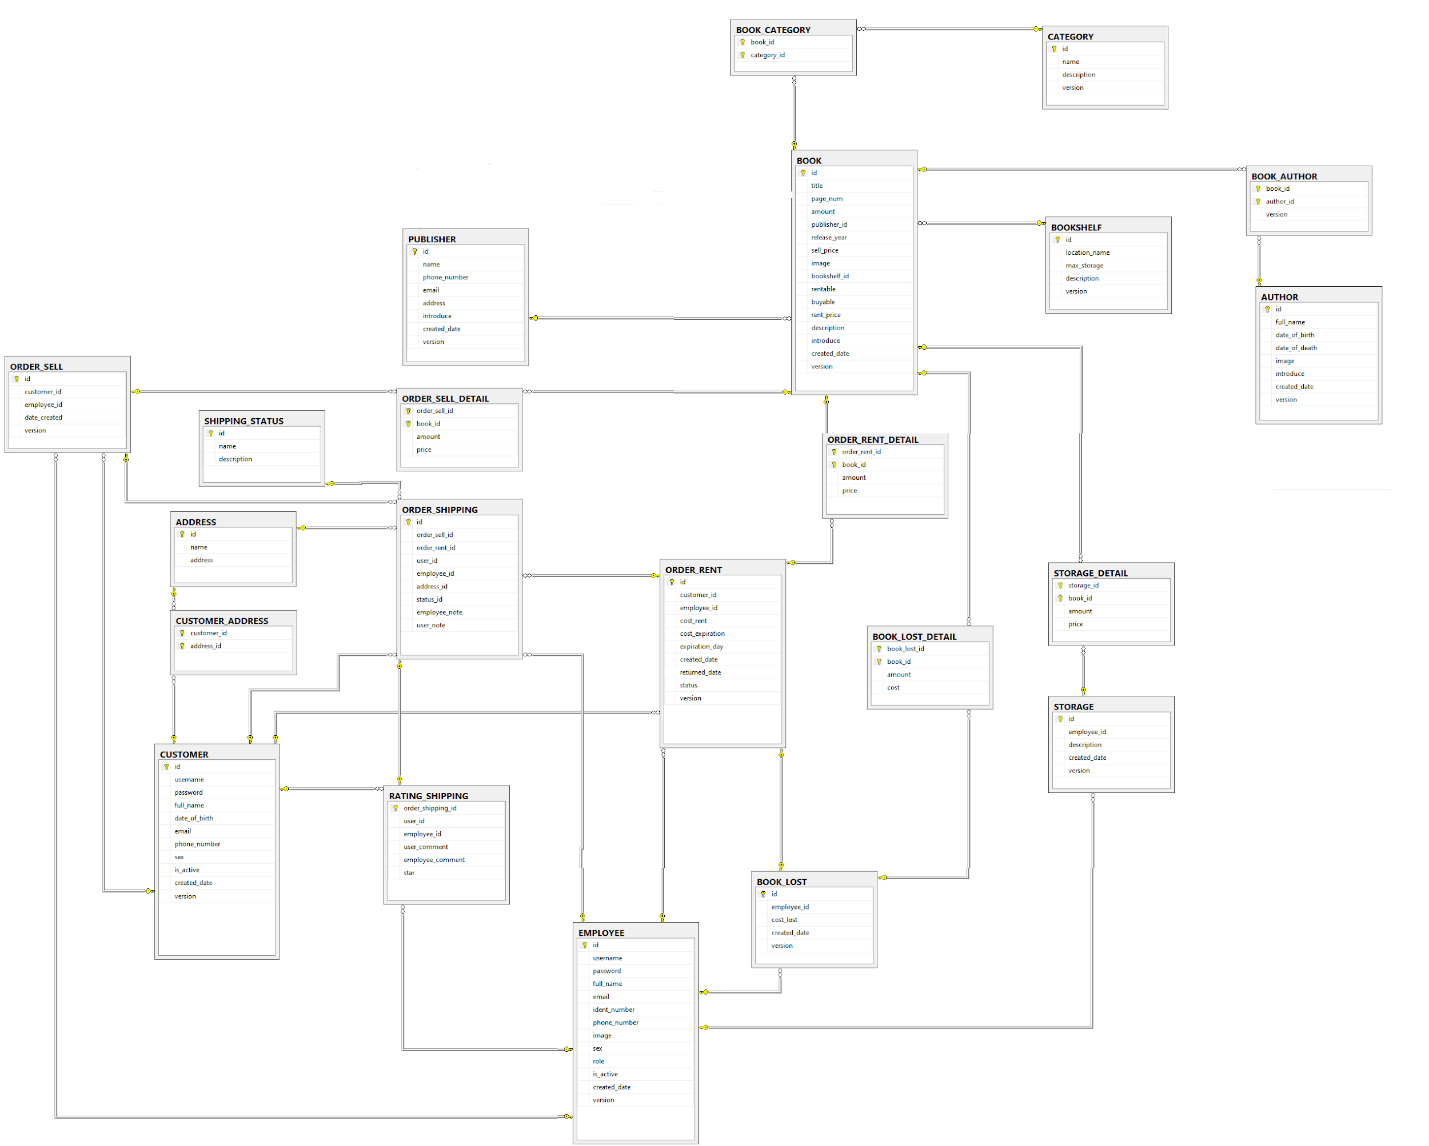 BOOK_CATEGORY
book_id
category_id
CATEGORY
id
name
description
version
BOOK
id
title
page_num
amount
publisher_id
release_year
sell_price
image
bookshelf_id
rentable
buyable
rent_price
description
introduce
created_date
version
BOOK_AUTHOR
book_id
author_id
version
BOOKSHELF
id
location_name
max_storage
description
version
AUTHOR
id
full_name
date_of_birth
date_of_death
image
introduce
created_date
version
PUBLISHER
id
name
phone_number
email
address
introduce
created_date
version
ORDER_SELL
id
customer_id
employee_id
date_created
version
ORDER_SELL_DETAIL
order_sell_id
book_id
amount
price
SHIPPING_STATUS
id
name
description
ORDER_RENT_DETAIL
order_rent_id
book_id
amount
price
ORDER_SHIPPING
id
order_sell_id
order_rent_id
user_id
employee_id
address_id
status_id
employee_note
user_note
ADDRESS
id
name
address
CUSTOMER_ADDRESS
customer_id
address_id
ORDER_RENT
id
customer_id
employee_id
cost_rent
cost_expiration
expiration_day
created_date
returned_date
status
version
STORAGE_DETAIL
storage_id
book_id
amount
price
BOOK_LOST_DETAIL
book_lost_id
book_id
amount
cost
STORAGE
id
employee_id
description
created_date
version
CUSTOMER
id
username
password
full_name
date_of_birth
email
phone_number
sex
is_active
created_date
version
RATING_SHIPPING
order_shipping_id
user_id
employee_id
user_comment
employee_comment
star
BOOK_LOST
id
employee_id
cost_lost
created_date
version
EMPLOYEE
id
username
password
full_name
email
ident_number
phone_number
image
sex
role
is_active
created_date
version